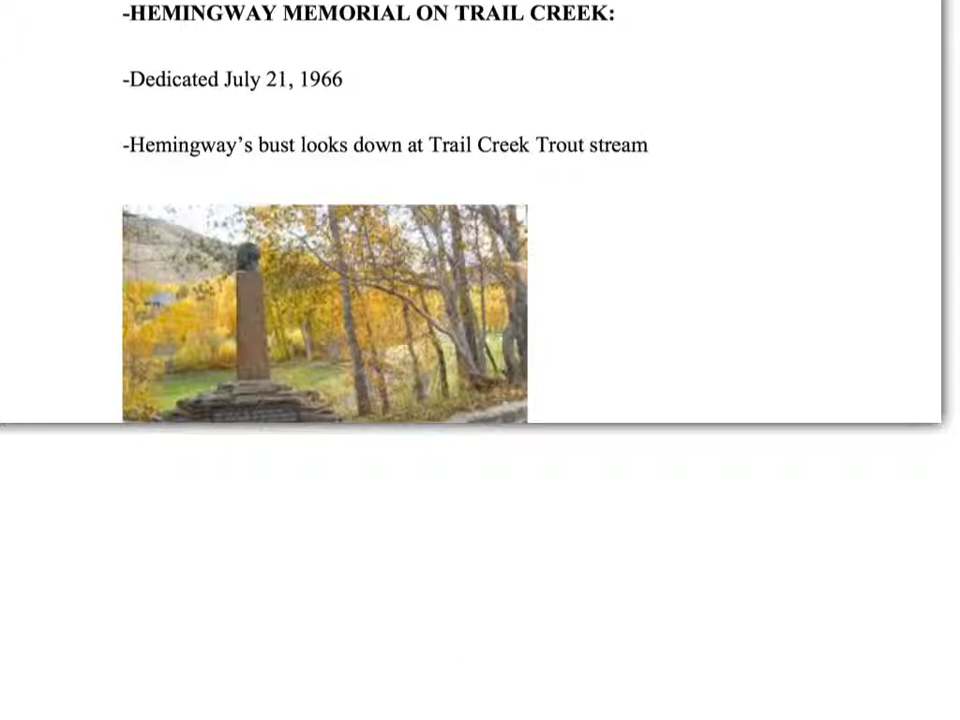 -HEMINGWAY MEMORIAL ON TRAIL CREEK:
-Dedicated July 21, 1966
-Hemingway’s bust looks down at Trail Creek Trout stream